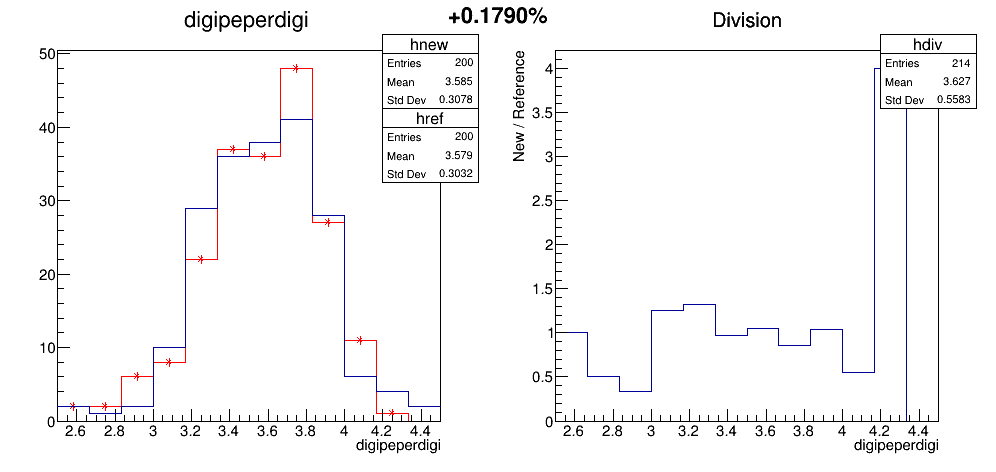 digipeperdigi
+0.1790%
Division
hnew
Entries 200
Mean 3.585
Std Dev 0.3078
href
Entries 200
Mean 3.579
Std Dev 0.3032
50
40
30
20
10
0
2.6 2.8 3 3.2 3.4 3.6 3.8 4 4.2 4.4
digipeperdigi
hdiv
Entries 214
Mean 3.627
Std Dev 0.5583
New / Reference
4
3.5
3
2.5
2
1.5
1
0.5
0
2.6 2.8 3 3.2 3.4 3.6 3.8 4 4.2 4.4
digipeperdigi